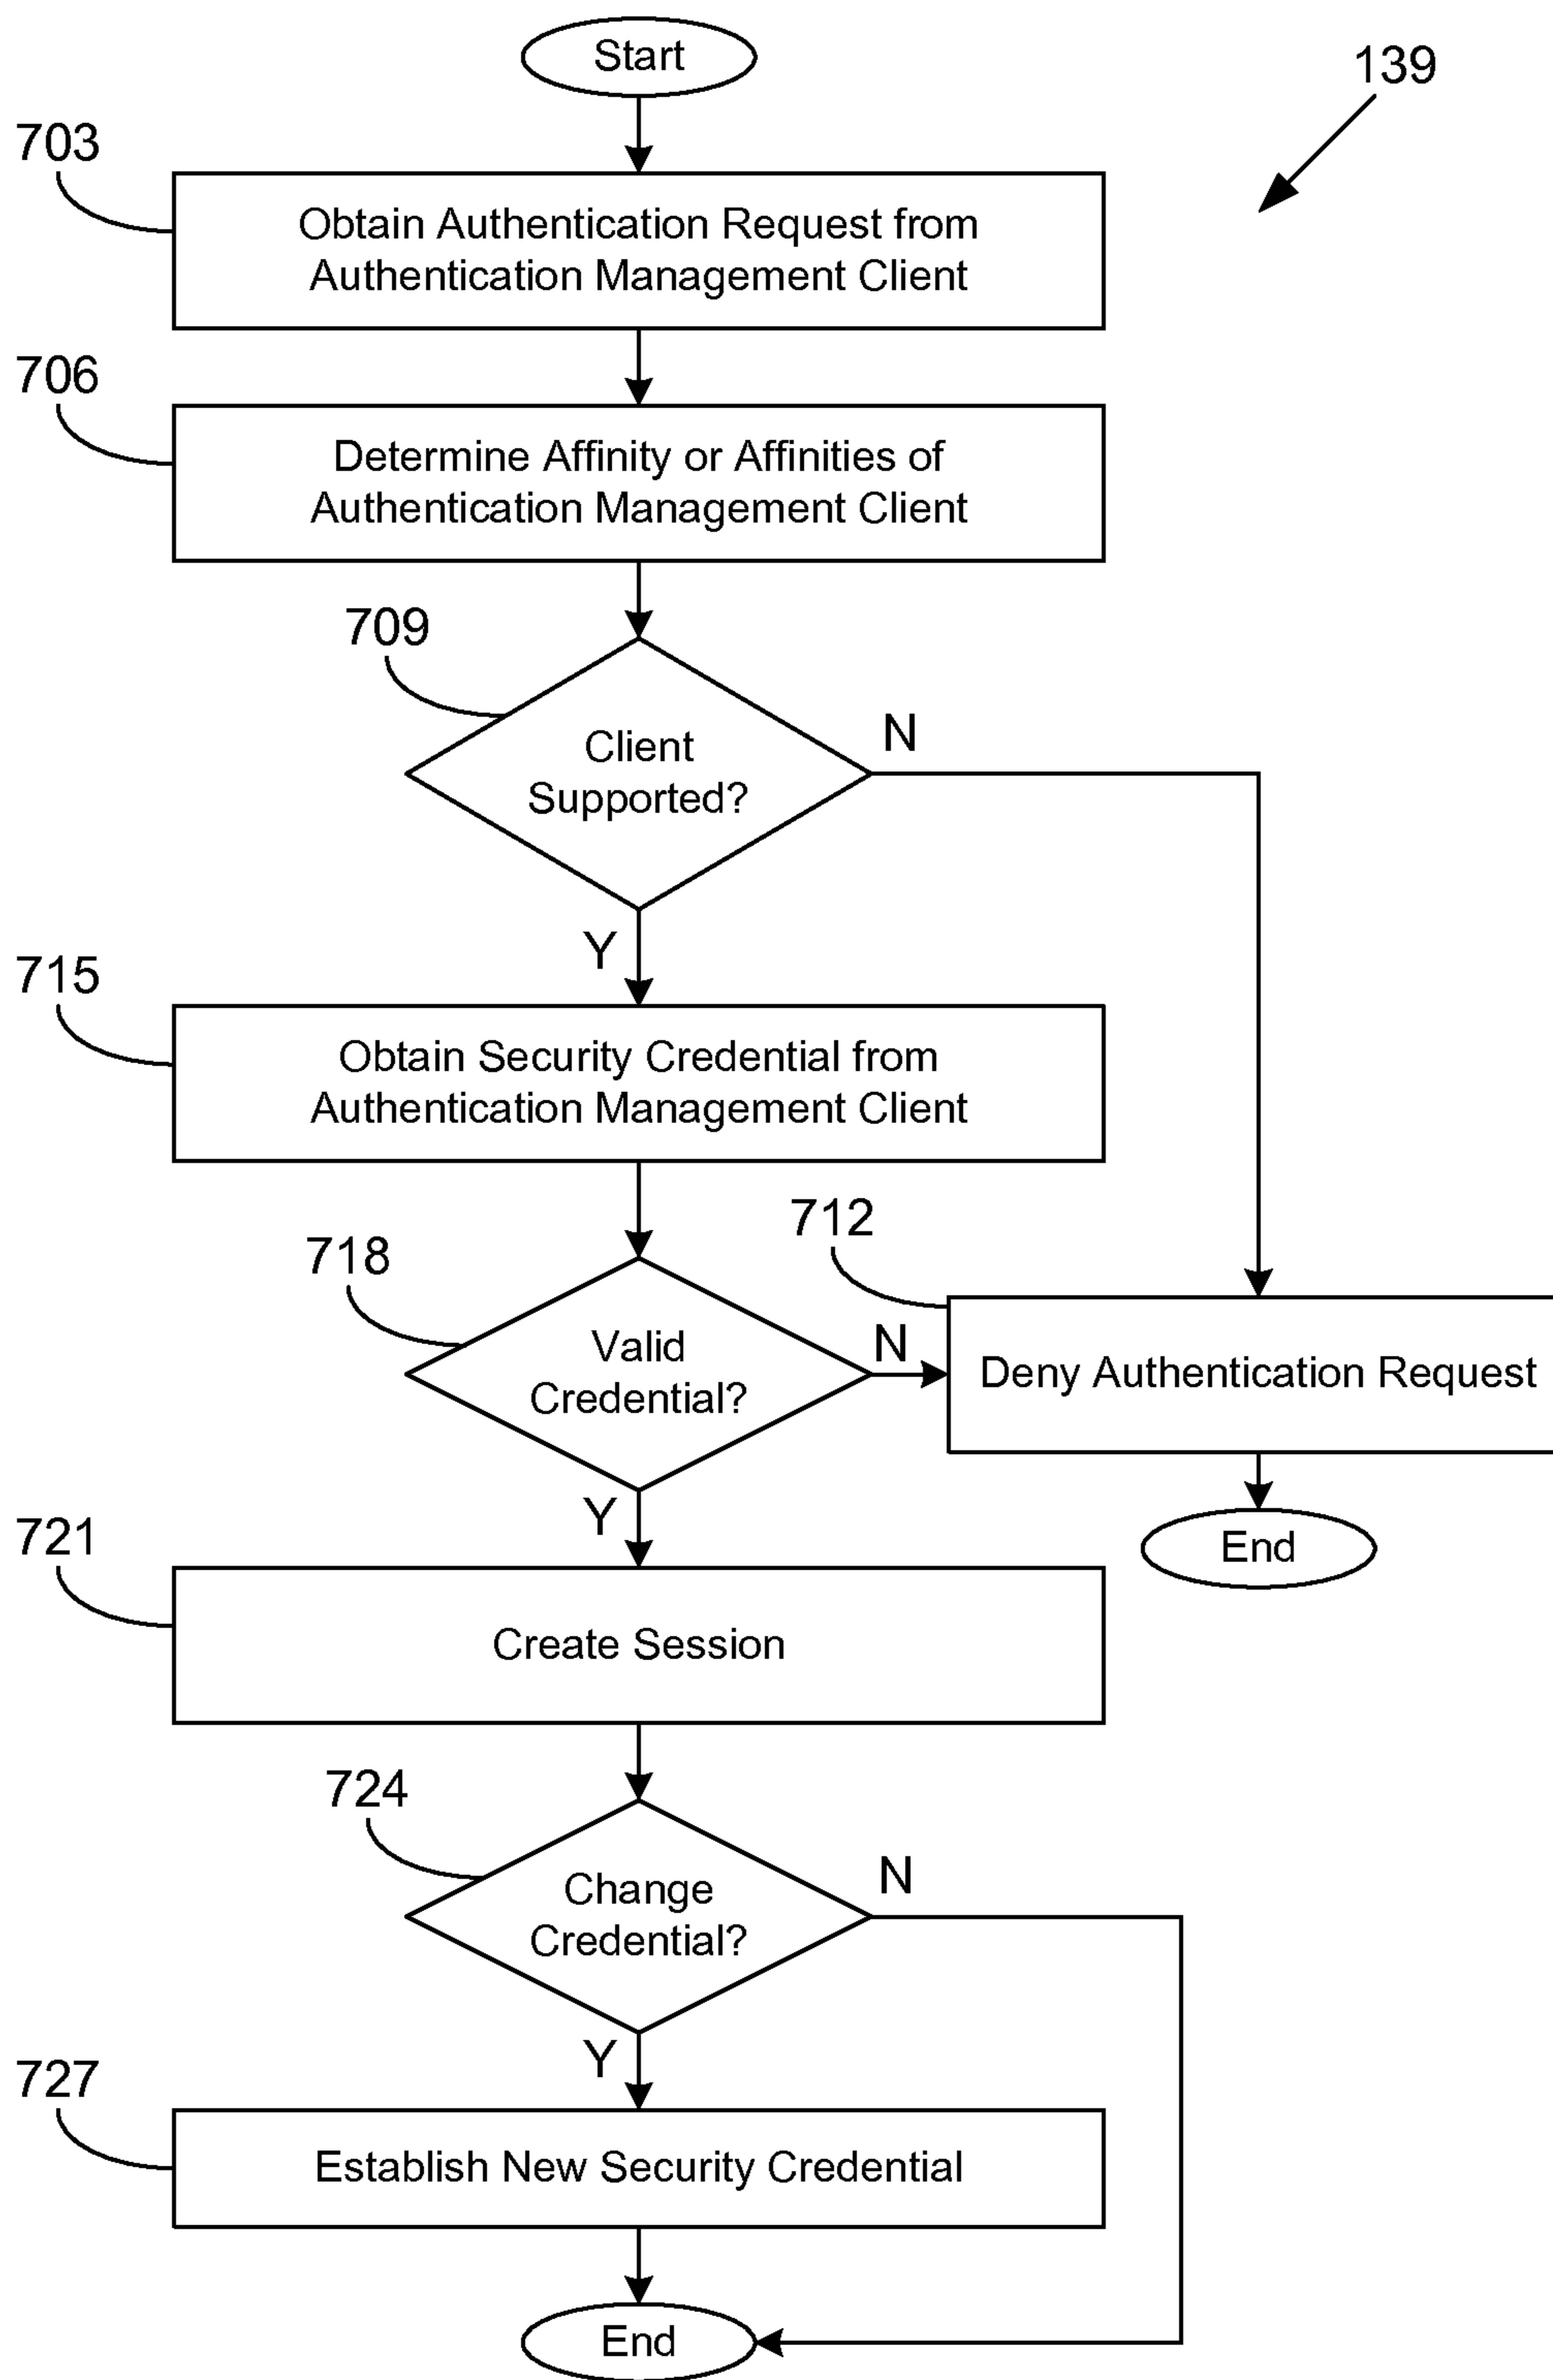 Start
139
703
Obtain Authentication Request from
Authentication Management Client
706
Determine Affinity or Affinities of
Authentication Management Client
709
Client
Supported?
N
Y
715
Obtain Security Credential from
Authentication Management Client
712
718
Valid
Credential?
N
Deny Authentication Request
Y
End
721
Create Session
724
Change
Credential?
N
Y
727
Establish New Security Credential
End